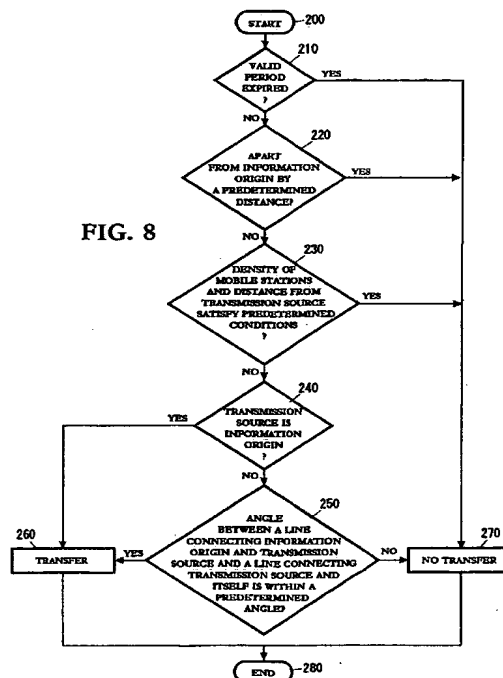 START
200
210
VALID
PERIOD
EXPIRED
?
YES
NO
220
APART
FROM INFORMATION
ORIGIN BY
A PREDETERMINED
DISTANCE?
YES
NO
FIG. 8
230
DENSITY OF
MOBILE STATIONS
AND DISTANCE FROM
TRANSMISSION SOURCE
SATISFY PREDETERMINED
CONDITIONS
?
YES
NO
240
TRANSMISSION
SOURCE IS
INFORMATION
ORIGIN
?
YES
NO
250
ANGLE
BETWEEN A LINE
CONNECTING INFORMATION
ORIGIN AND TRANSMISSION
SOURCE AND A LINE CONNECTING
TRANSMISSION SOURCE AND
ITSELF IS WITHIN A
PREDETERMINED
ANGLE?
YES
NO
260
TRANSFER
270
NO TRANSFER
END
280